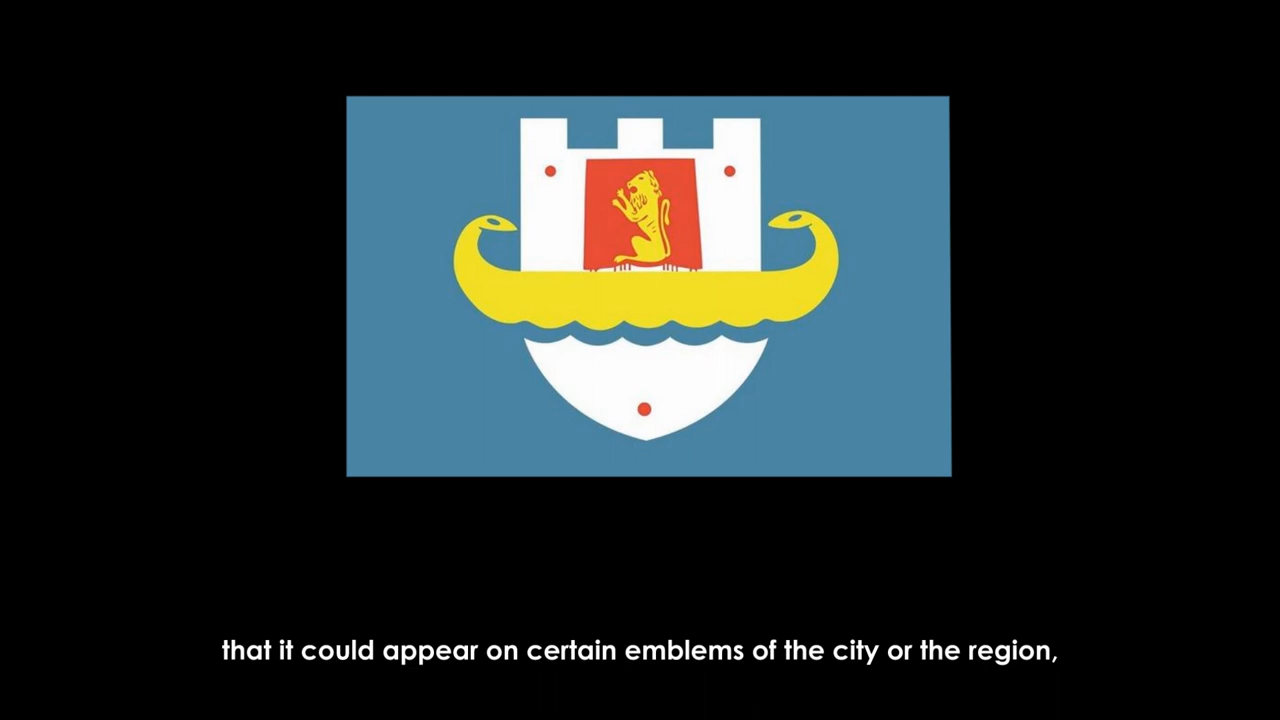 that it could appear on certain emblems of the city or the region,